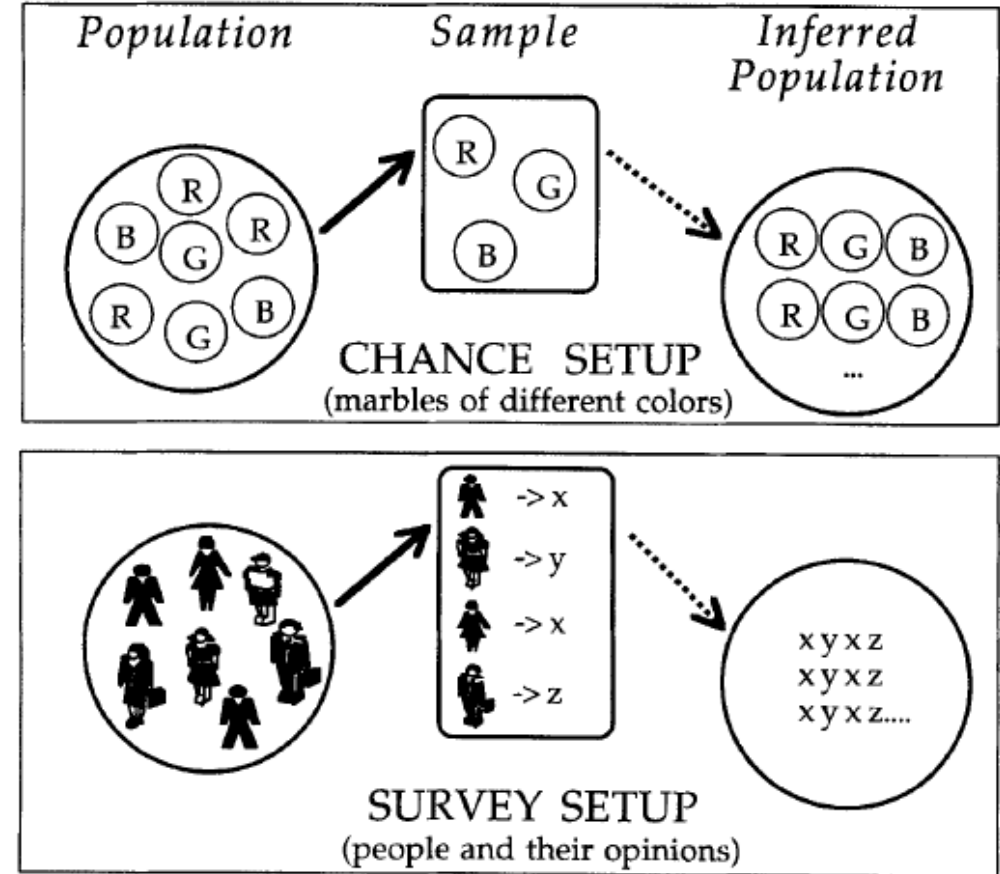 Population
Sample
Inferred
Population
R
B
R
G
R
B
G
R
G
B
R G B
R G B
...
CHANCE SETUP
(marbles of different colors)
-> x
-> y
-> x
-> z
x y x z
x y x z
x y x z....
SURVEY SETUP
(people and their opinions)